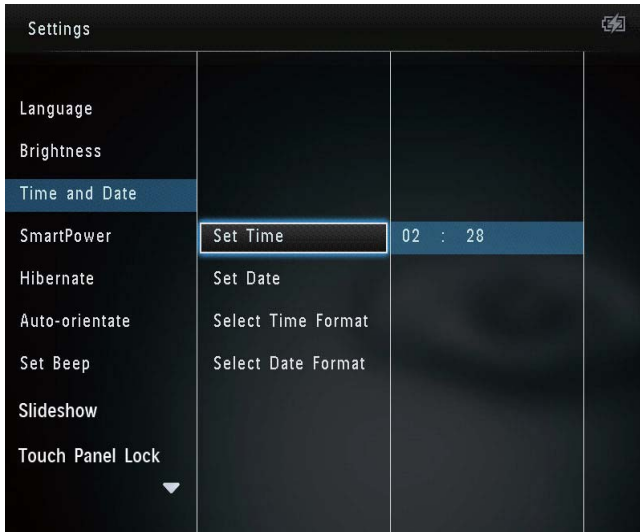 Settings
Language
Brightness
Time and Date
SmartPower
Hibernate
Auto-orientate
Set Beep
Slideshow
Touch Panel Lock
Set Time
Set Date
Select Time Format
Select Date Format
02 : 28